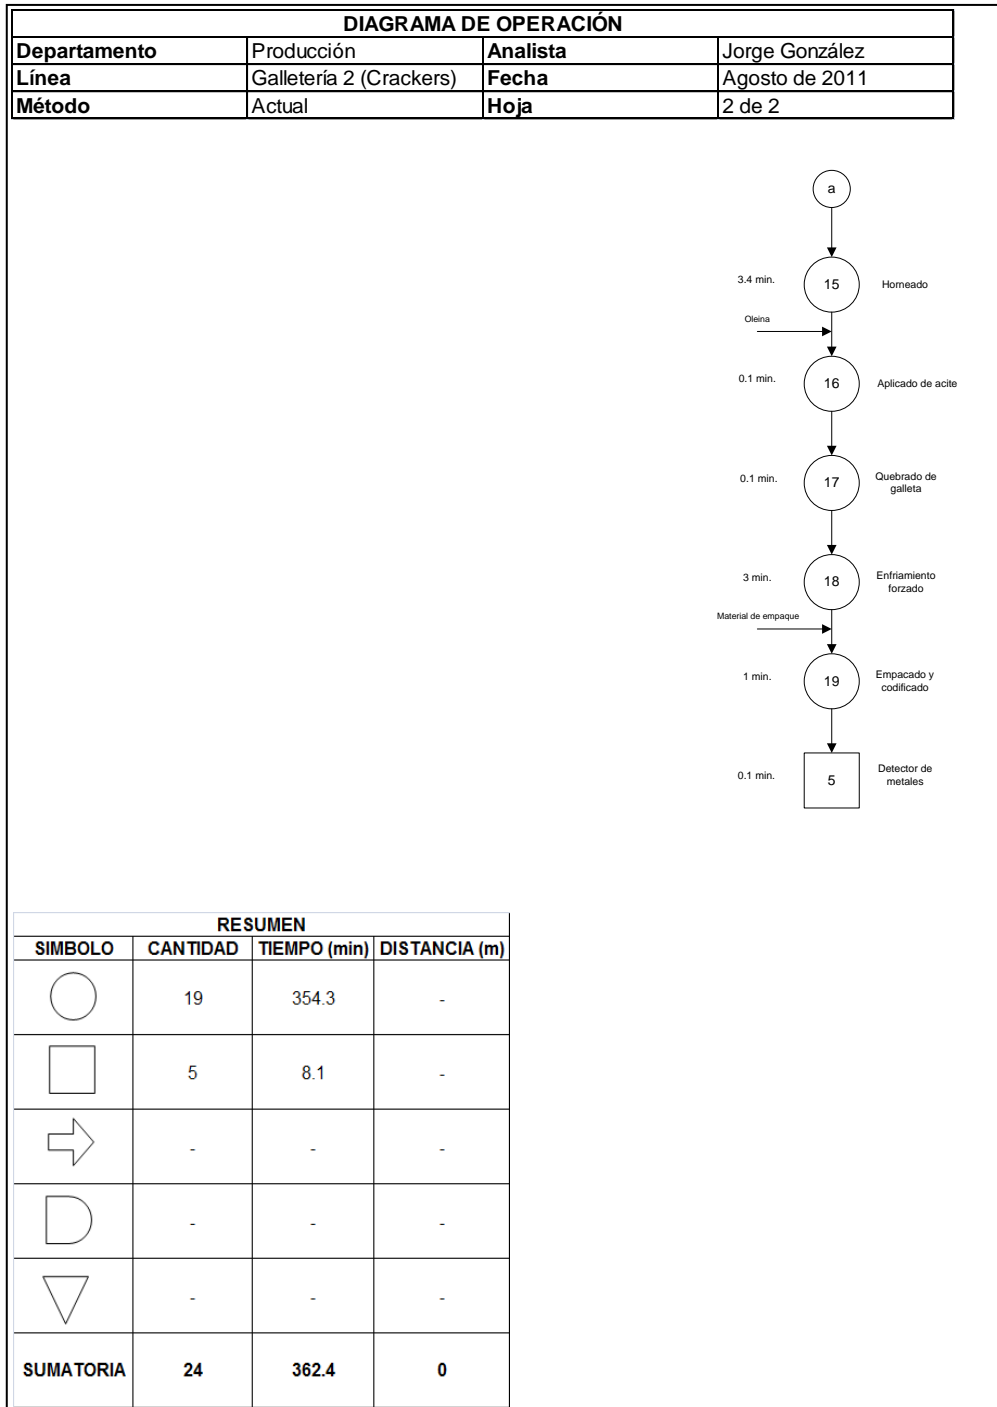 DIAGRAMA DE OPERACIÓN
Departamento Producción Analista Jorge González
Línea Galletería 2 (Crackers) Fecha Agosto de 2011
Método Actual Hoja 2 de 2
a
3.4 min. 15 Horneado
Oleina
0.1 min. 16 Aplicado de acite
0.1 min. 17 Quebrado de
galleta
3 min. 18 Enfriamiento
forzado
Material de empaque
1 min. 19 Empacado y
codificado
0.1 min. 5 Detector de
metales
RESUMEN
SIMBOLO CANTIDAD TIEMPO (min) DISTANCIA (m)
19 354.3 -
5 8.1 -
- - -
- - -
- - -
SUMATORIA 24 362.4 0